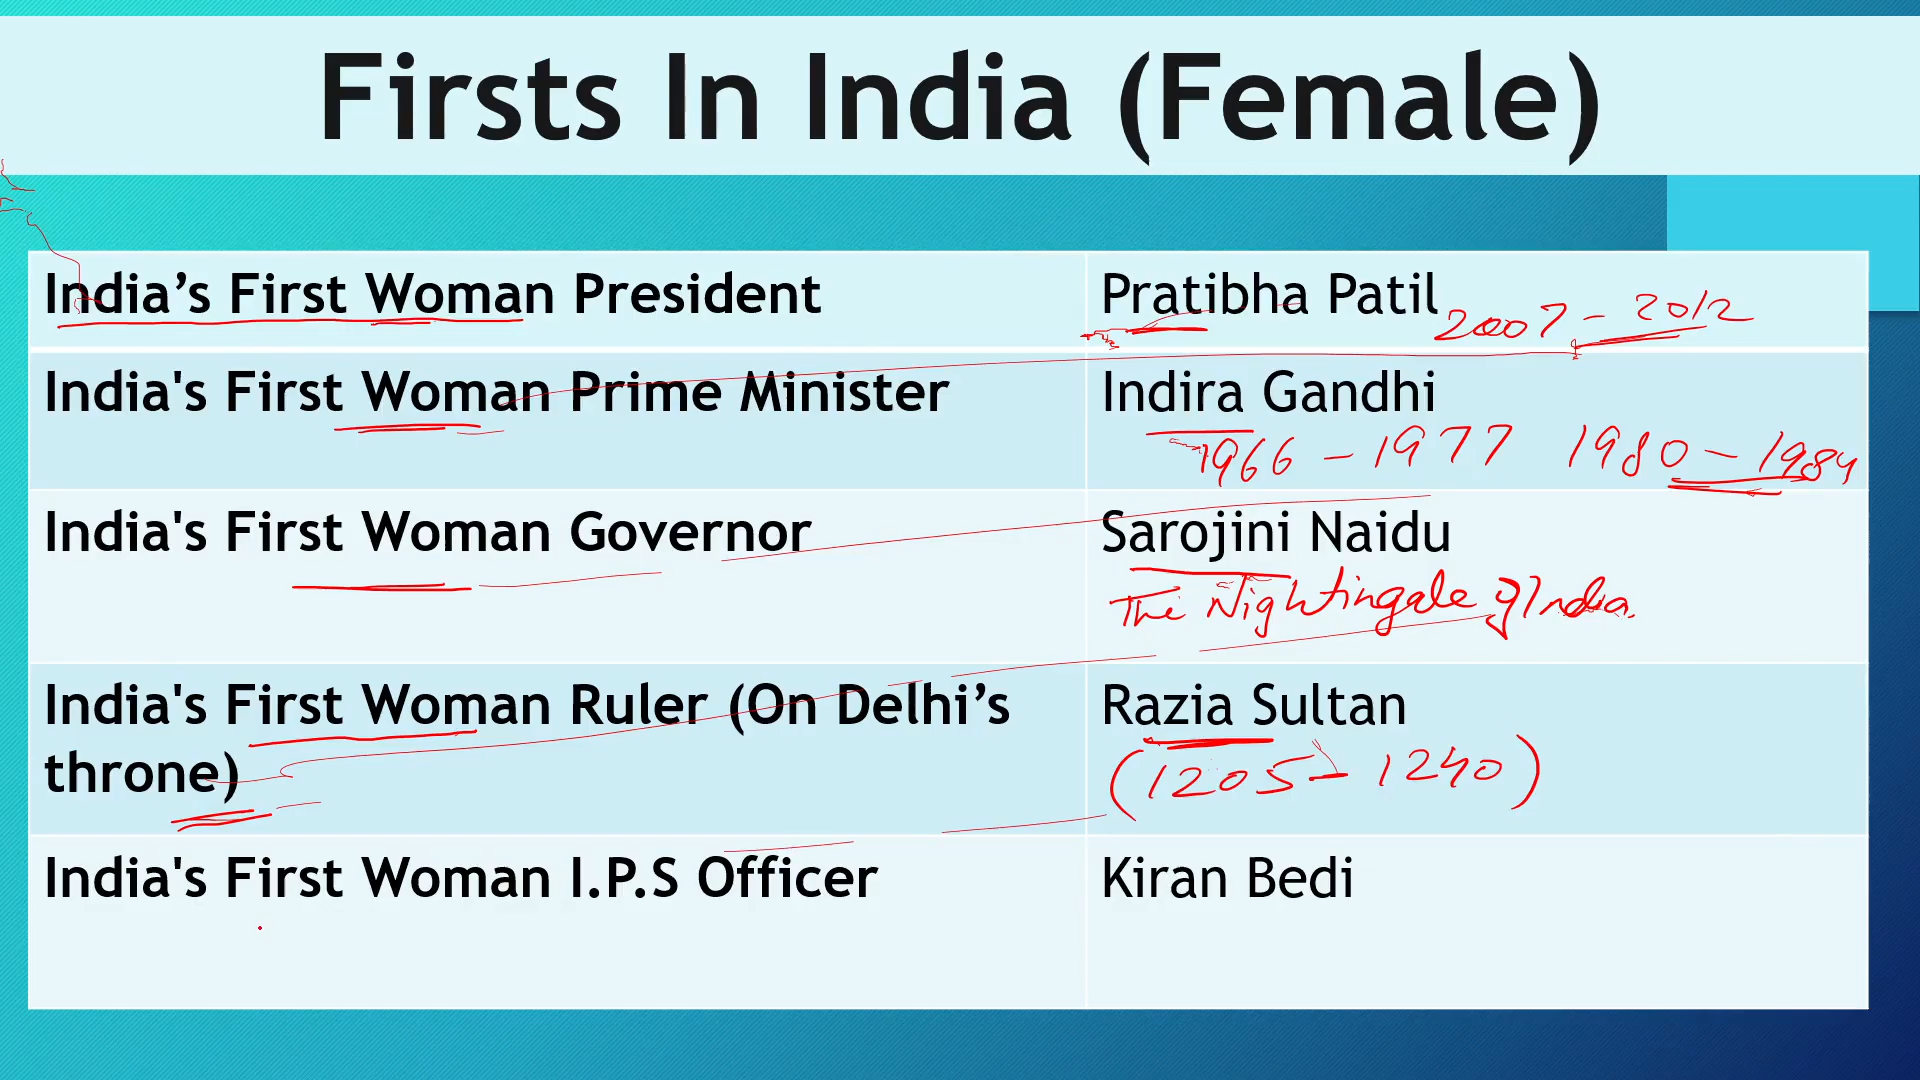 Firsts In India (Female)
India’s First Woman President
Pratibha Patil
2007 - 2012
India's First Woman Prime Minister
Indira Gandhi
1966 - 1977 1980 - 1984
India's First Woman Governor
Sarojini Naidu
The Nightingale of India.
India's First Woman Ruler (On Delhi’s
throne)
Razia Sultan
(1205 - 1240)
India's First Woman I.P.S Officer
Kiran Bedi